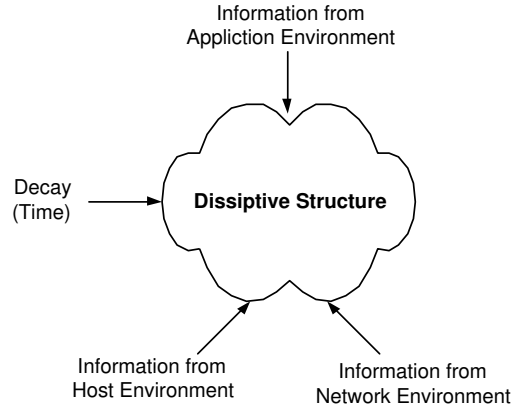 Information from
Appliction Environment
Decay
(Time)
Dissiptive Structure
Information from
Host Environment
Information from
Network Environment